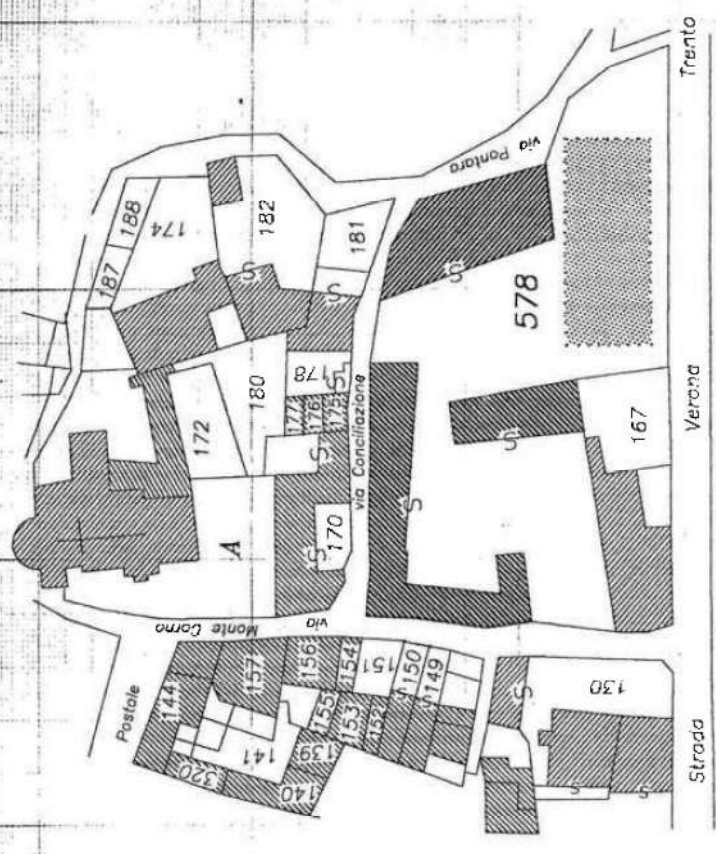 Trento
via Pontara
188
187
174
182
181
S
S
S
578
172
180
178
177
176
175
S
S
via Conciliazione
Verona
167
S
S
A
170
S
via
Monte Corno
Postale
144
157
156
154
151
150
149
S
S
155
153
152
141
139
140
320
S
130
S
S
Strada